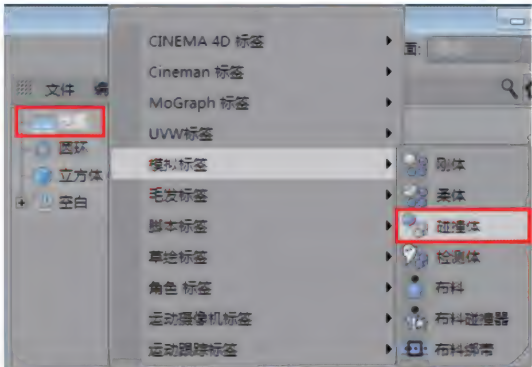 CINEMA 4D 标签
面:
Cineman 标签
文件
MoGraph 标签
UVW标签
圆环
模拟标签
刚体
立方体
毛发标签
柔体
空白
脚本标签
碰撞体
草绘标签
检测体
角色 标签
布料
运动摄像机标签
布料碰撞器
运动跟踪标签
布料绑带